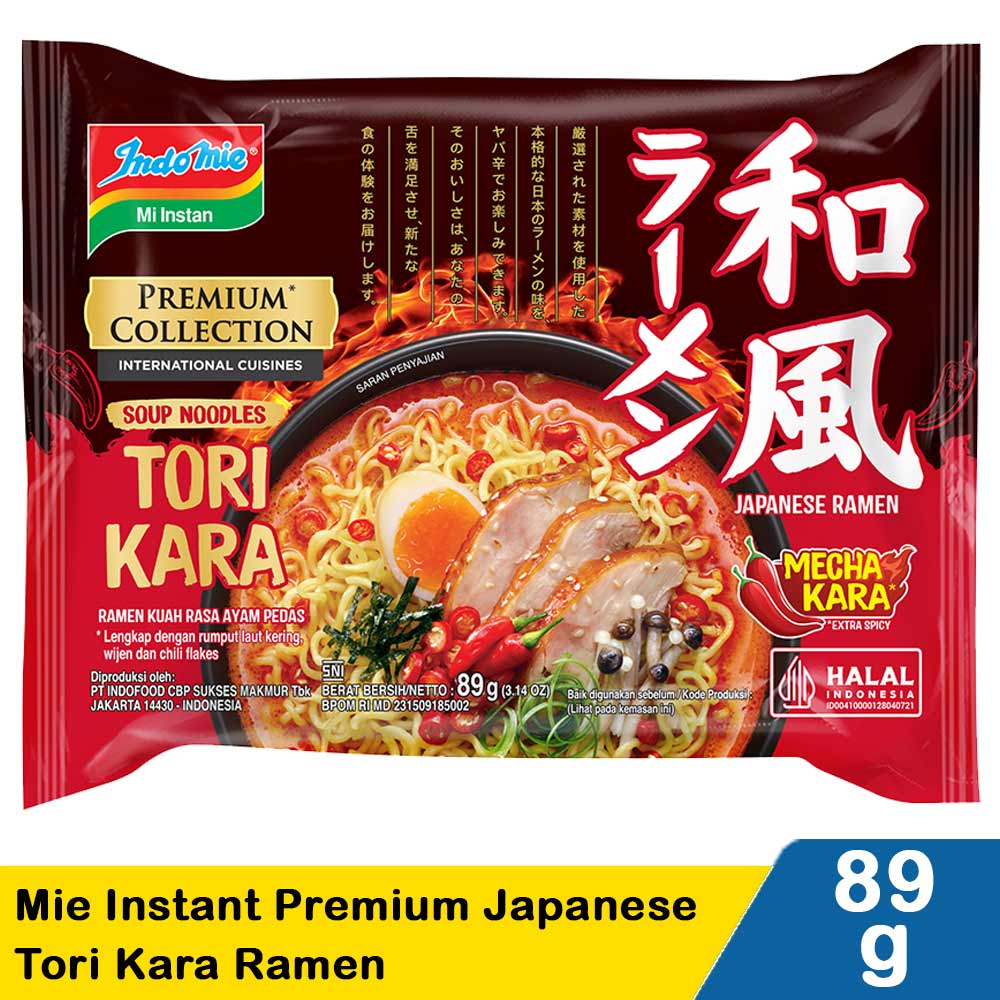 Indomie
Mi Instan
PREMIUM*
COLLECTION
INTERNATIONAL CUISINES
SOUP NOODLES
TORI
KARA
RAMEN KUAH RASA AYAM PEDAS
* Lengkap dengan rumput laut kering,
wijen dan chili flakes
Diproduksi oleh:
PT INDOFOOD CBP SUKSES MAKMUR Tbk
JAKARTA 14430 - INDONESIA
厳選された素材を使用した
本格的な日本のラーメンの味を、
ヤバ辛でお楽しみできます。
そのおいしさは、あなたの
舌を満足させ、新たな
食の体験をお届けします。
SARAN PENYAJIAN
和風
ラーメン
JAPANESE RAMEN
MECHA
KARA*
*EXTRA SPICY
SNI
BERAT BERSIH/NETTO : 89 g (3.14 OZ)
BPOM RI MD 231509185002
Baik digunakan sebelum / Kode Produksi :
(Lihat pada kemasan ini)
HALAL
INDONESIA
ID00410000128040721
Mie Instant Premium Japanese
Tori Kara Ramen
89
g